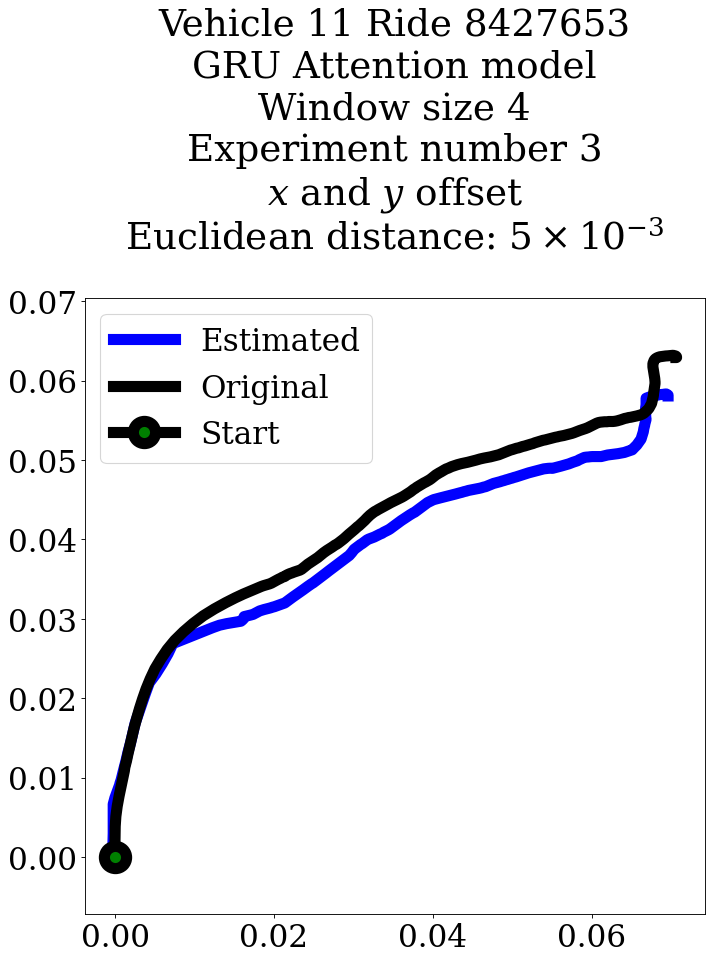 Vehicle 11 Ride 8427653
GRU Attention model
Window size 4
Experiment number 3
x and y offset
Euclidean distance: 5 × 10⁻³
0.07
0.06
0.05
0.04
0.03
0.02
0.01
0.00
Estimated
Original
Start
0.00 0.02 0.04 0.06